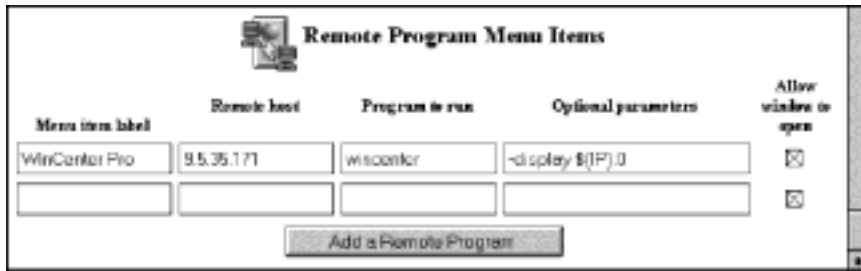 Remote Program Menu Items
Menu item label Remote host Program to run Optional parameters Allow window to open
WinCenter Pro 9.5.35.171 wincenter -display $(IP):0
Add a Remote Program